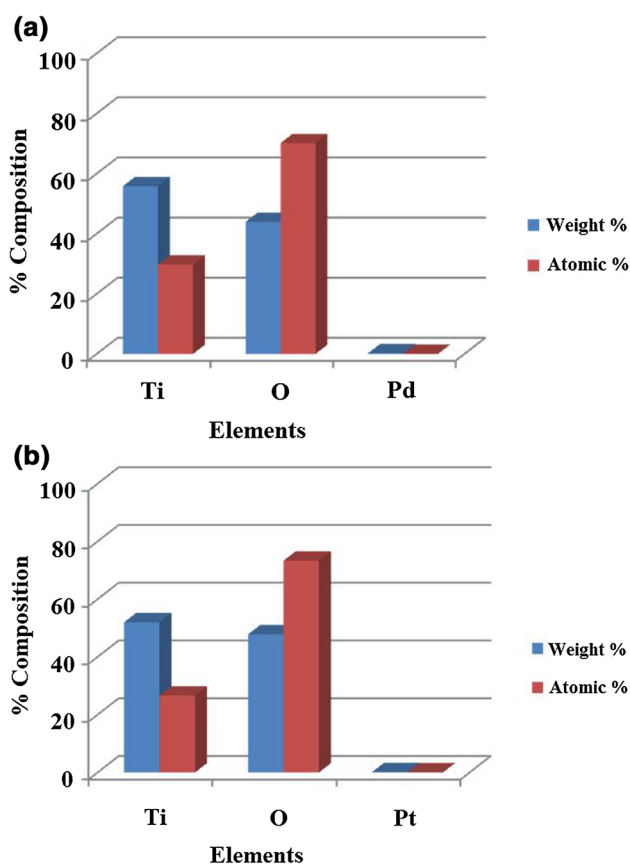 (a)
100
80
60
40
20
0
% Composition
Ti O Pd
Elements
Weight %
Atomic %
(b)
100
80
60
40
20
0
% Composition
Ti O Pt
Elements
Weight %
Atomic %